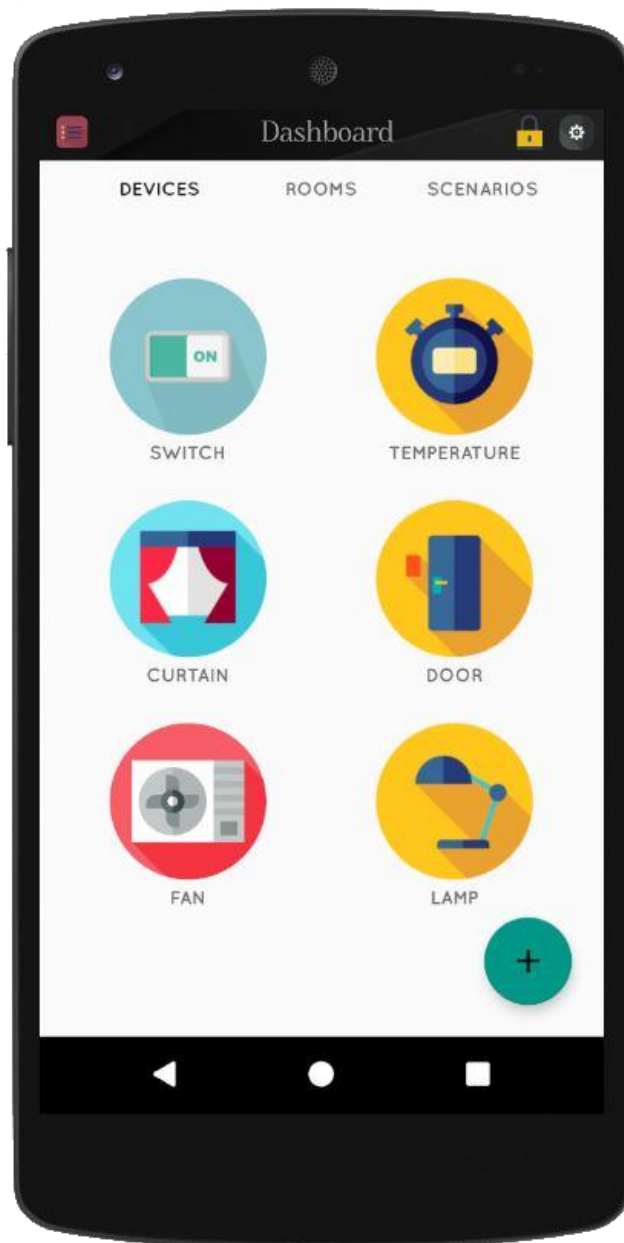 Dashboard
DEVICES ROOMS SCENARIOS
ON
SWITCH TEMPERATURE
CURTAIN DOOR
FAN LAMP
+